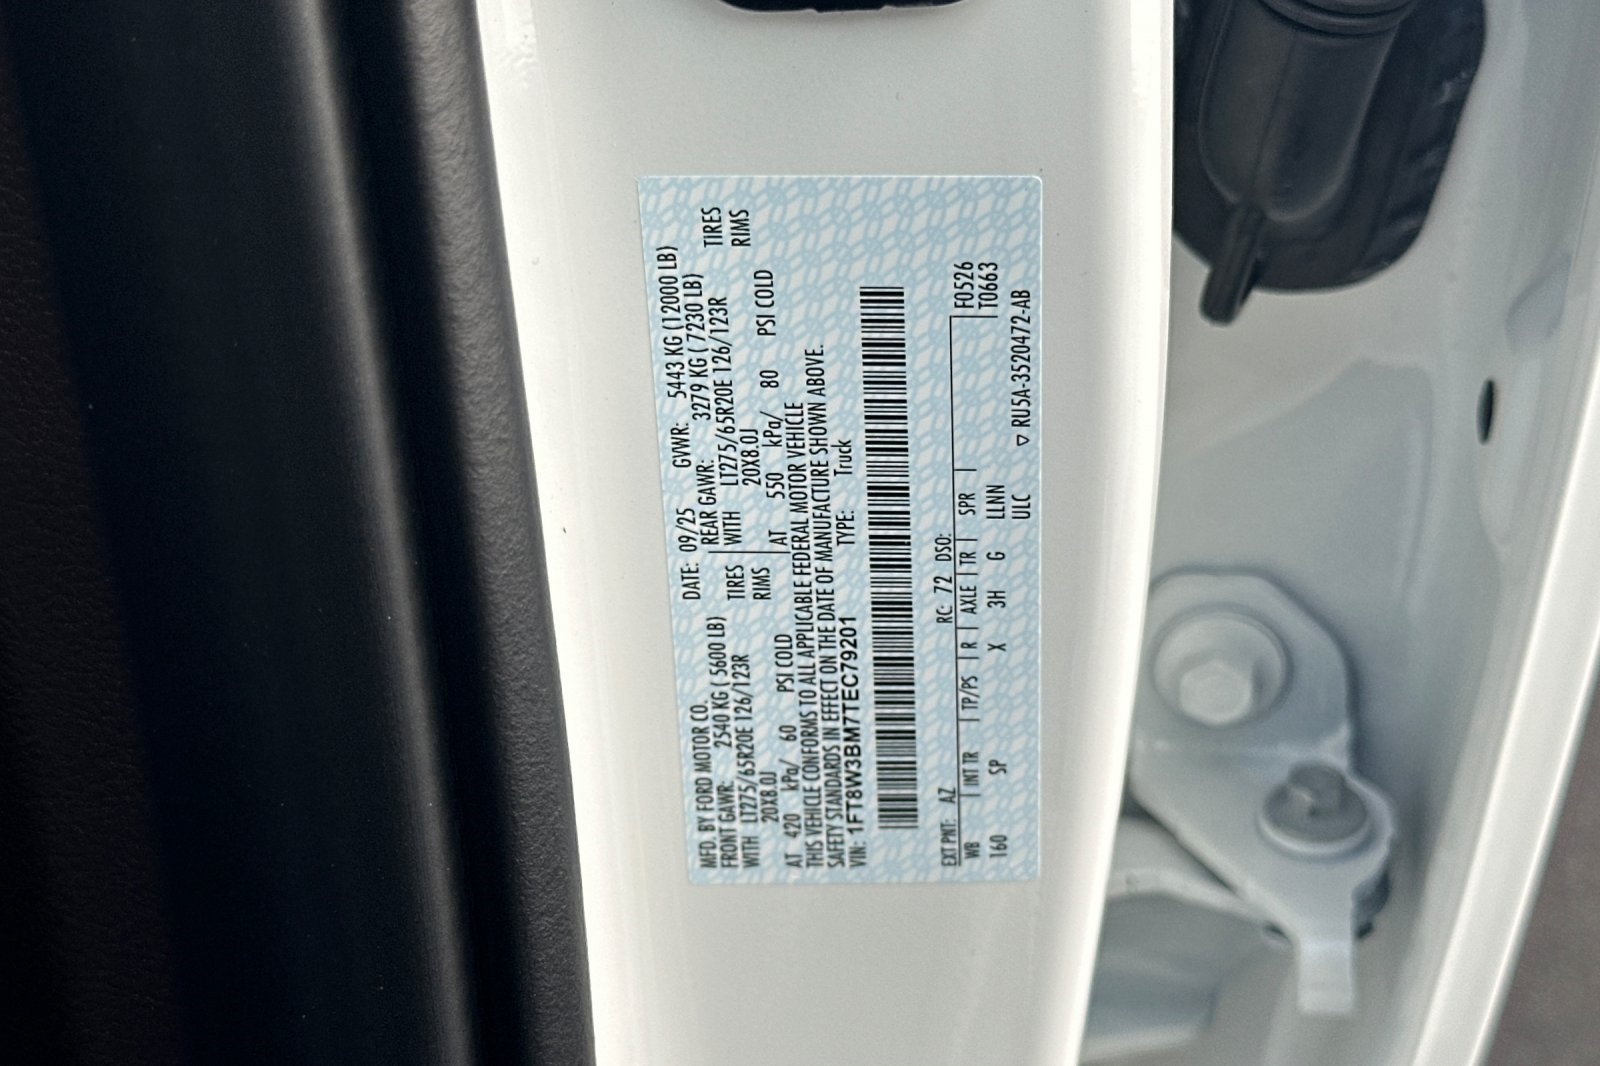 MFD. BY FORD MOTOR CO. DATE: 09/25 GVWR: 5443 KG (12000 LB)
FRONT GAWR: 2540 KG ( 5600 LB) REAR GAWR: 3279 KG ( 7230 LB)
WITH LT275/65R20E 126/123R TIRES WITH LT275/65R20E 126/123R TIRES
20X8.0J RIMS 20X8.0J RIMS
AT 420 kPa/ 60 PSI COLD AT 550 kPa/ 80 PSI COLD
THIS VEHICLE CONFORMS TO ALL APPLICABLE FEDERAL MOTOR VEHICLE
SAFETY STANDARDS IN EFFECT ON THE DATE OF MANUFACTURE SHOWN ABOVE.
VIN: 1FT8W3BM7TEC79201 TYPE: Truck
EXT PNT: AZ RC: 72 DSO:
WB INT TR TP/PS R AXLE TR SPR F0526
160 SP X 3H G LLNN T0663
ULC ▽ RU5A-3520472-AB